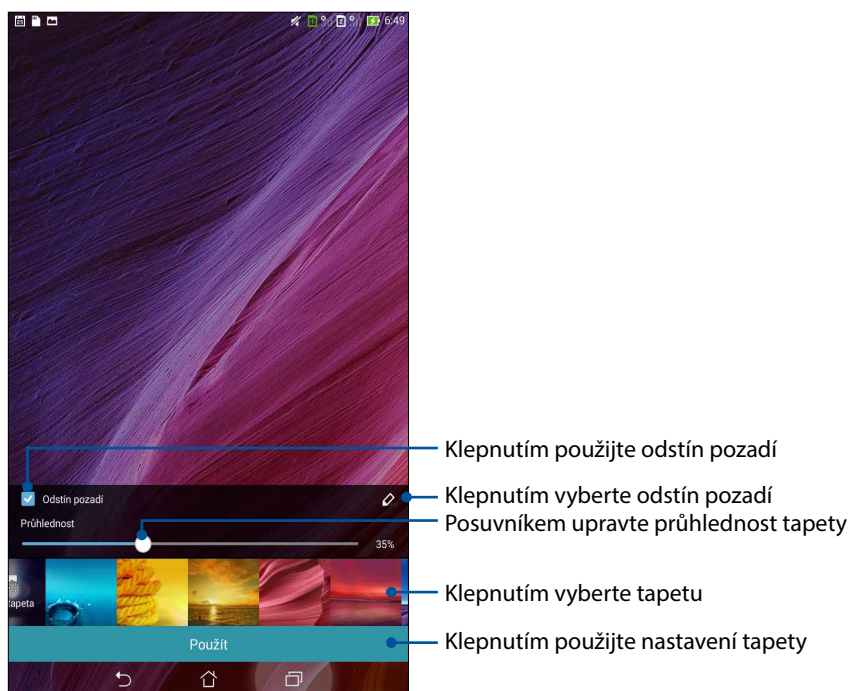 6:49
Klepnutím použijte odstín pozadí
Odstín pozadí
Klepnutím vyberte odstín pozadí
Průhlednost
Posuvníkem upravte průhlednost tapety
35%
tapeta
Klepnutím vyberte tapetu
Použít
Klepnutím použijte nastavení tapety